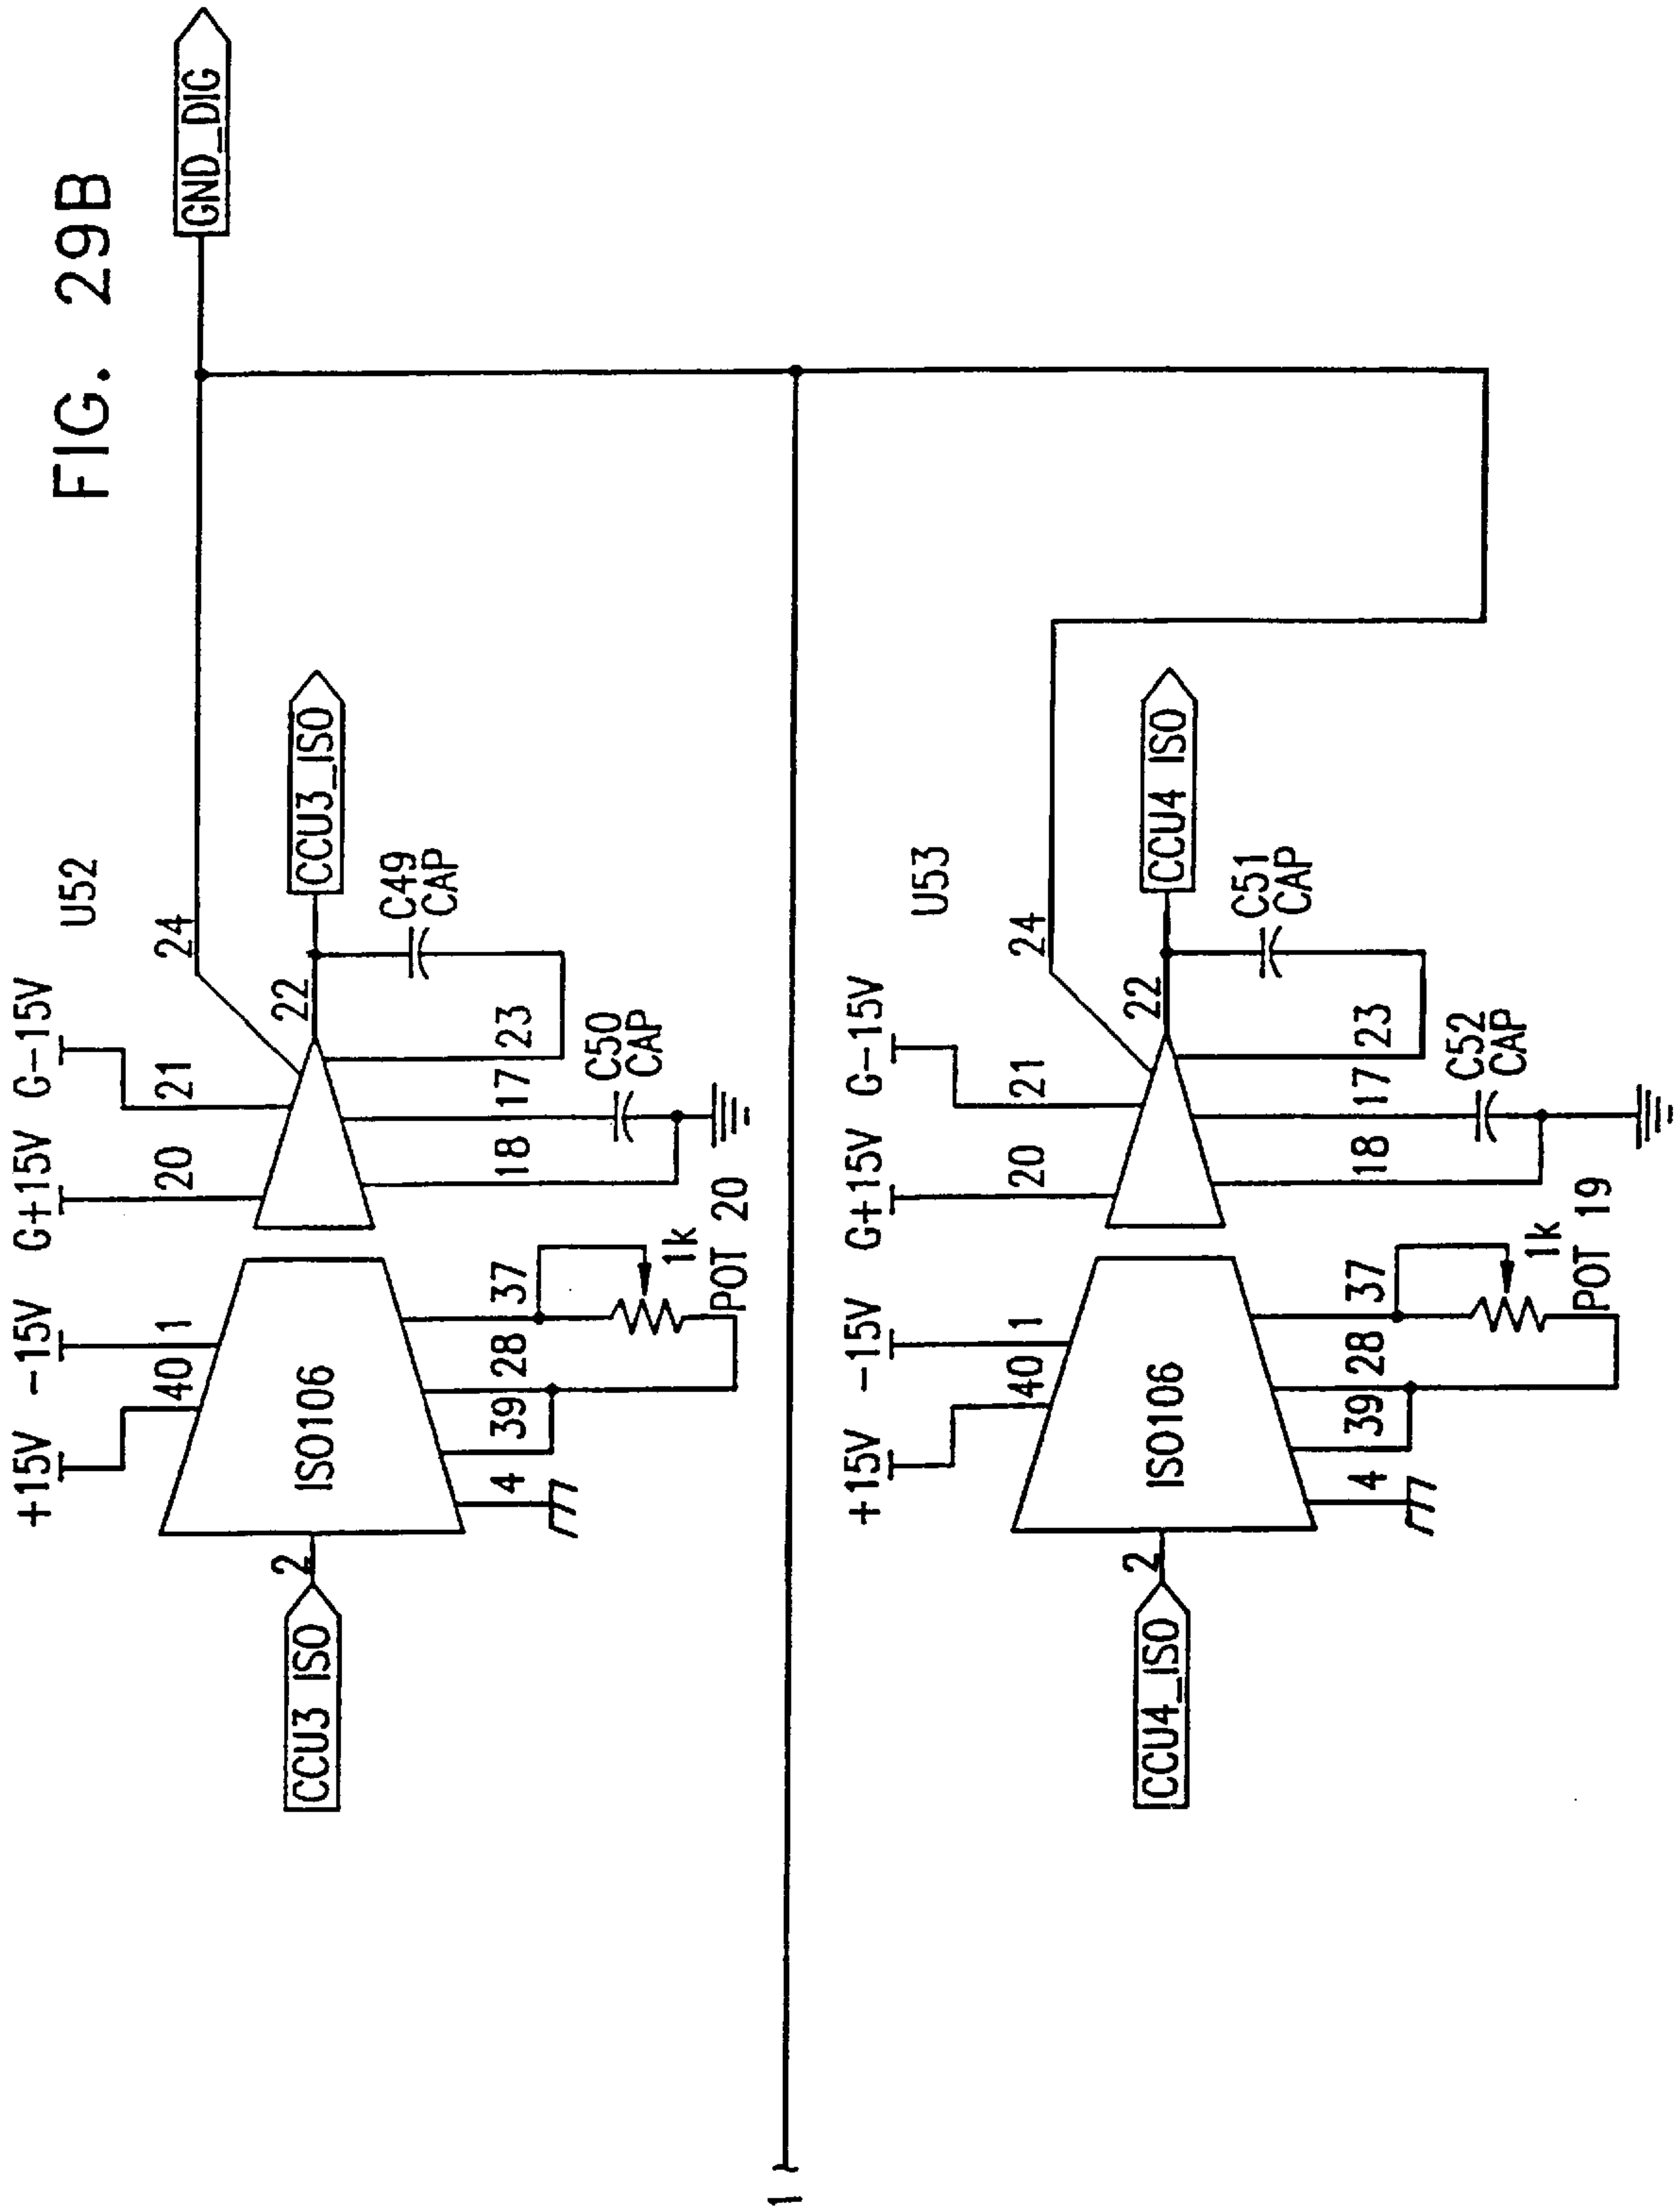 FIG. 29B
GND_DIG
U52
+15V -15V G+15V G-15V
40 1 20 21 24
CCU3 ISO
2
ISO106
22
CCU3_ISO
4 39 28 37 18 17 23
C49
CAP
C50
CAP
1k
POT 20
1
U53
+15V -15V G+15V G-15V
40 1 20 21 24
CCU4_ISO
2
ISO106
22
CCU4 ISO
4 39 28 37 18 17 23
C51
CAP
C52
CAP
1k
POT 19